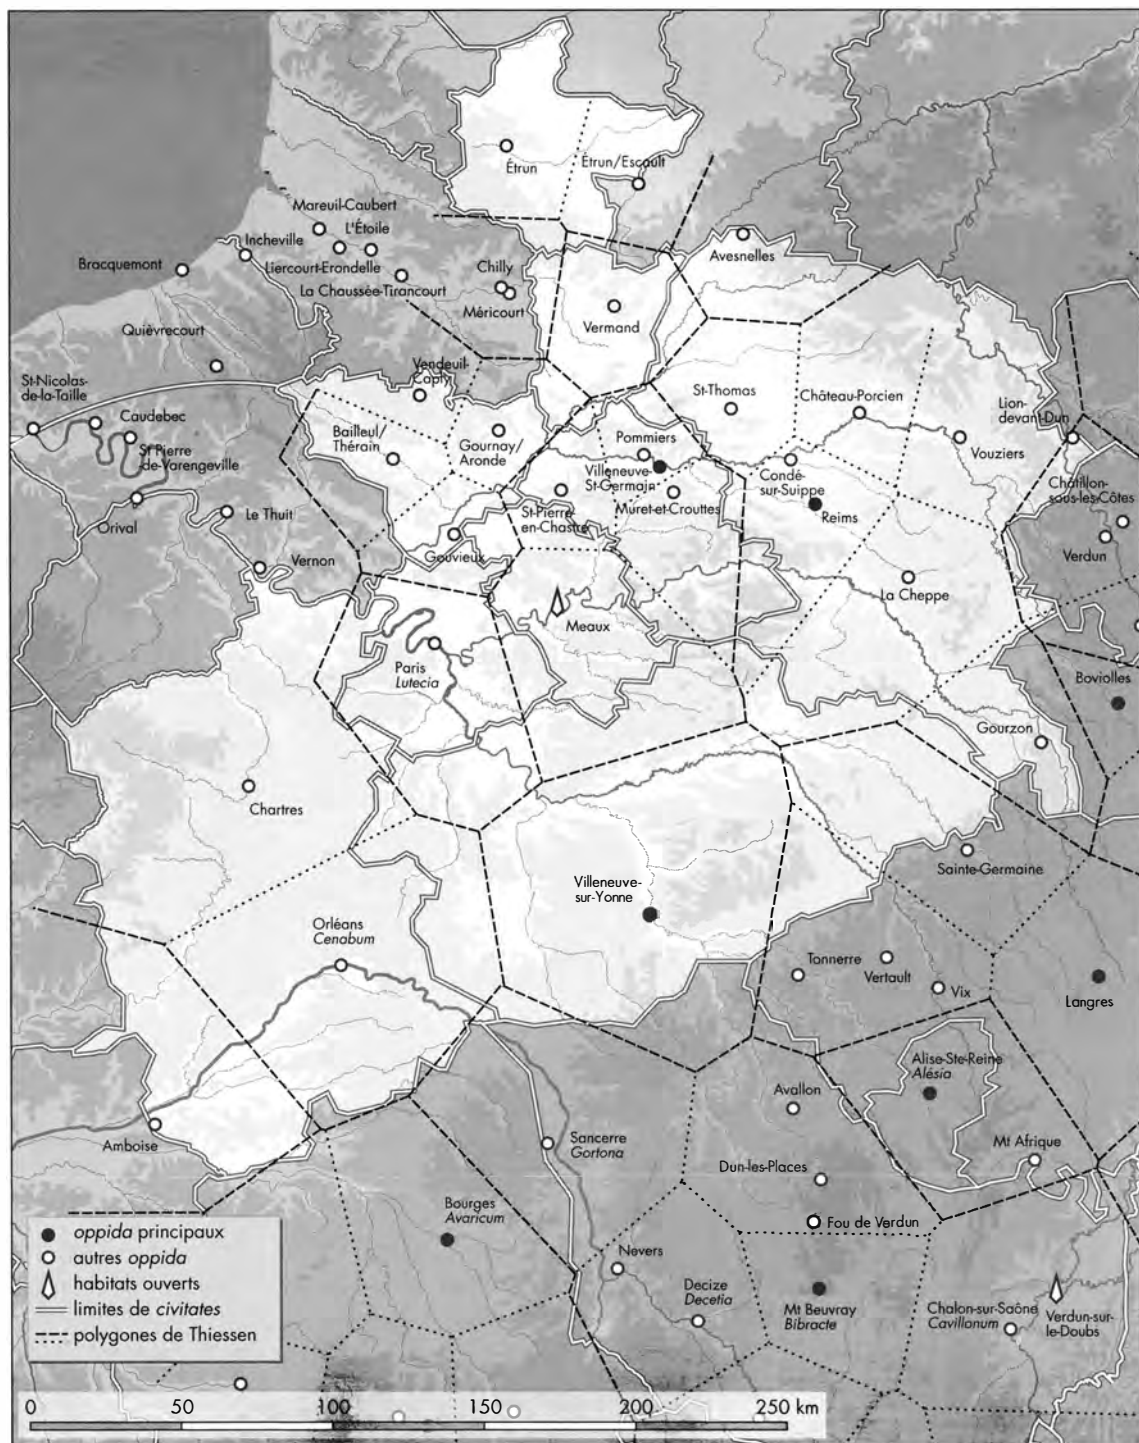 Étrun
Étrun/Escault
Mareuil-Caubert
L'Étoile
Incheville
Avesnelles
Bracquemont
Liercourt-Erondelle
Chilly
La Chaussée-Tirancourt
Méricourt
Vermand
Quièvrecourt
Vendeuil-
Caply
St-Nicolas-
de-la-Taille
St-Thomas
Château-Porcien
Lion-
devant-Dun
Caudebec
Bailleul/
Thérain
Gournay/
Aronde
Pommiers
St Pierre
-de-Varengeville
Villeneuve-
St-Germain
Condé-
sur-Suippe
Vouziers
Châtillon-
sous-les-Côtes
Muret-et-Crouttes
Orival
Le Thuit
St-Pierre-
en-Chastre
Reims
Verdun
Vernon
Gouvieux
La Cheppe
Meaux
Paris
Lutecia
Boviolles
Gourzon
Chartres
Sainte-Germaine
Villeneuve-
sur-Yonne
Orléans
Cenabum
Tonnerre
Vertault
Vix
Langres
Alise-Ste-Reine
Alésia
Avallon
Amboise
Sancerre
Gortona
Mt Afrique
Dun-les-Places
Bourges
Avaricum
Fou de Verdun
Nevers
Decize
Decetia
Mt Beuvray
Bibracte
Chalon-sur-Saône
Cavillonum
Verdun-sur-
le-Doubs
oppida principaux
autres oppida
habitats ouverts
limites de civitates
polygones de Thiessen
0 50 100 150 200 250 km